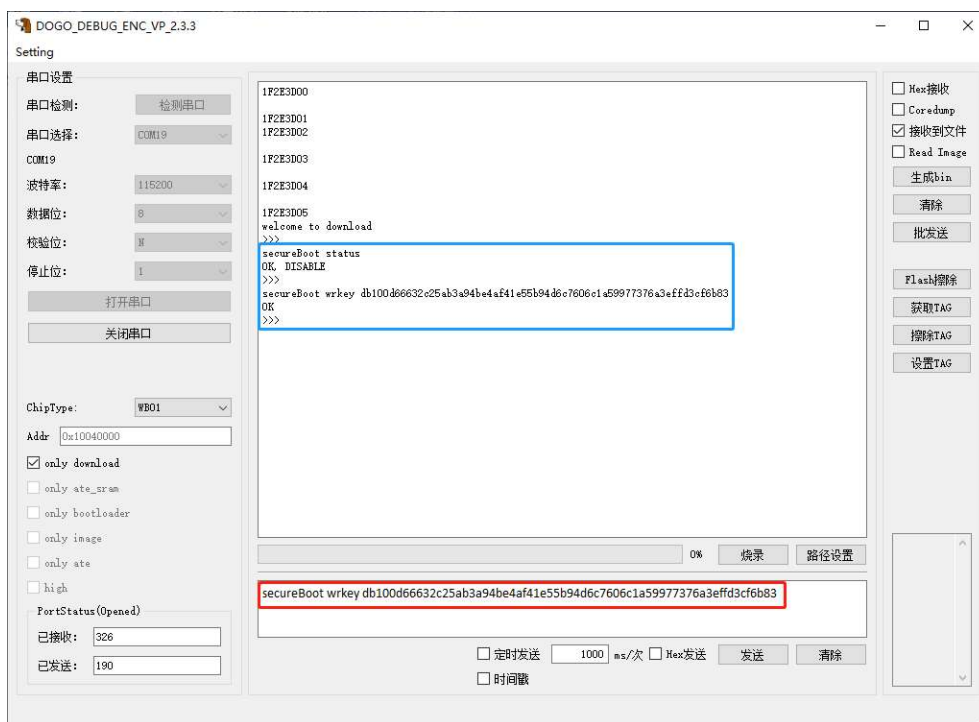 DOGO_DEBUG_ENC_VP_2.3.3
Setting
串口设置
串口检测: 检测串口
串口选择: COM19
COM19
波特率: 115200
数据位: 8
校验位: N
停止位: 1
打开串口
关闭串口
ChipType: WB01
Addr 0x10040000
only download
only ate_sram
only bootloader
only image
only ate
high
PortStatus(Opened)
已接收: 326
已发送: 190
1F2E3D00
1F2E3D01
1F2E3D02
1F2E3D03
1F2E3D04
1F2E3D05
welcome to download
>>>
secureBoot status
OK, DISABLE
>>>
secureBoot wrkey db100d66632c25ab3a94be4af41e55b94d6c7606c1a59977376a3effd3cf6b83
OK
>>>
0% 烧录 路径设置
secureBoot wrkey db100d66632c25ab3a94be4af41e55b94d6c7606c1a59977376a3effd3cf6b83
定时发送 1000 ms/次 Hex发送 发送 清除
时间戳
Hex接收
Coredump
接收到文件
Read Image
生成bin
清除
批发送
Flash擦除
获取TAG
擦除TAG
设置TAG